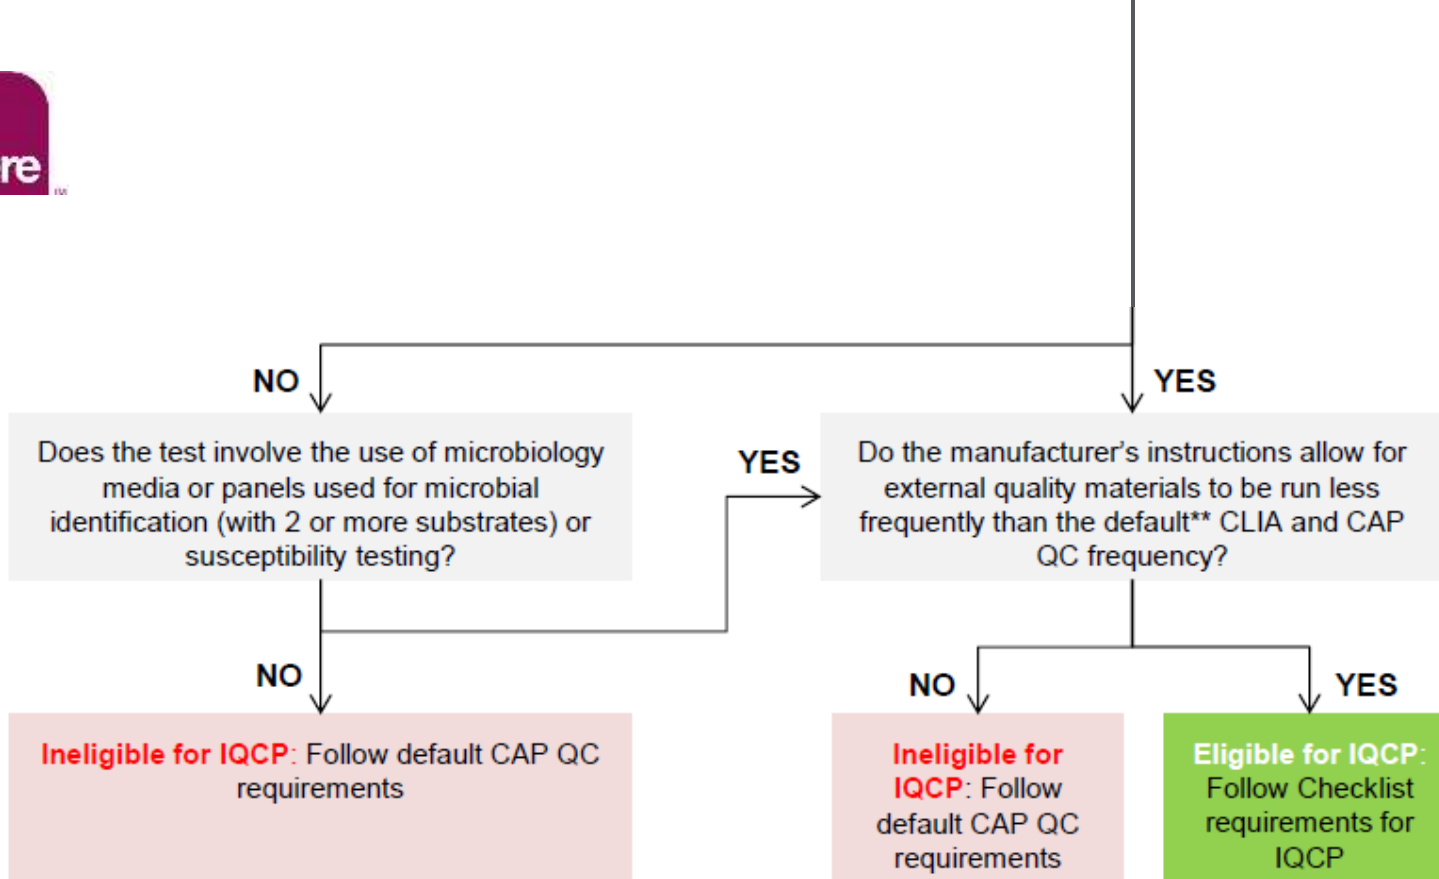 re
TM
NO
YES
Does the test involve the use of microbiology
media or panels used for microbial
identification (with 2 or more substrates) or
susceptibility testing?
YES
Do the manufacturer's instructions allow for
external quality materials to be run less
frequently than the default** CLIA and CAP
QC frequency?
NO
NO
YES
Ineligible for IQCP: Follow default CAP QC
requirements
Ineligible for
IQCP: Follow
default CAP QC
requirements
Eligible for IQCP:
Follow Checklist
requirements for
IQCP